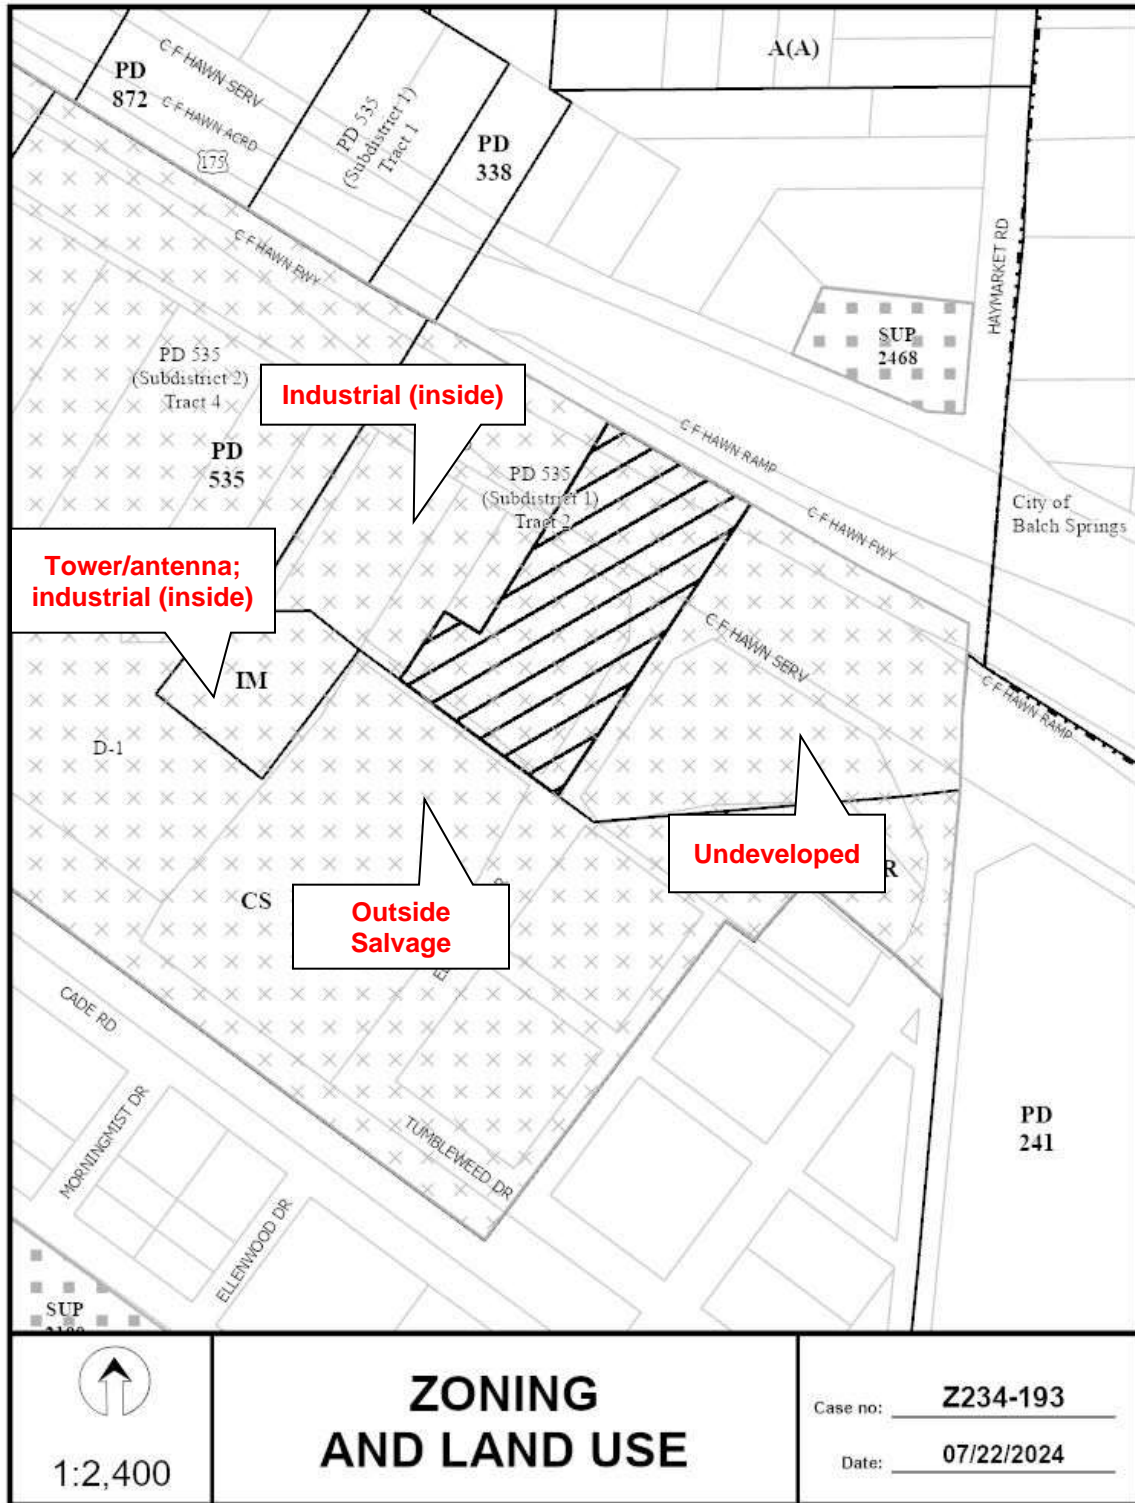 A(A)
C F HAWN SERV
PD
872
C F HAWN ACRD
175
PD 535
(Subdistrict 1)
Tract 1
PD
338
C F HAWN FWY
HAYMARKET RD
SUP
2468
PD 535
(Subdistrict 2)
Tract 4
Industrial (inside)
C F HAWN RAMP
PD
535
PD 535
(Subdistrict 1)
Tract 2
City of
Balch Springs
C F HAWN FWY
Tower/antenna;
industrial (inside)
C F HAWN SERV
IM
C F HAWN RAMP
D-1
Undeveloped
R
CS
Outside
Salvage
CADE RD
MORNINGMIST DR
TUMBLEWEED DR
PD
241
ELLENWOOD DR
SUP
1:2,400
ZONING
AND LAND USE
Case no: Z234-193
Date: 07/22/2024